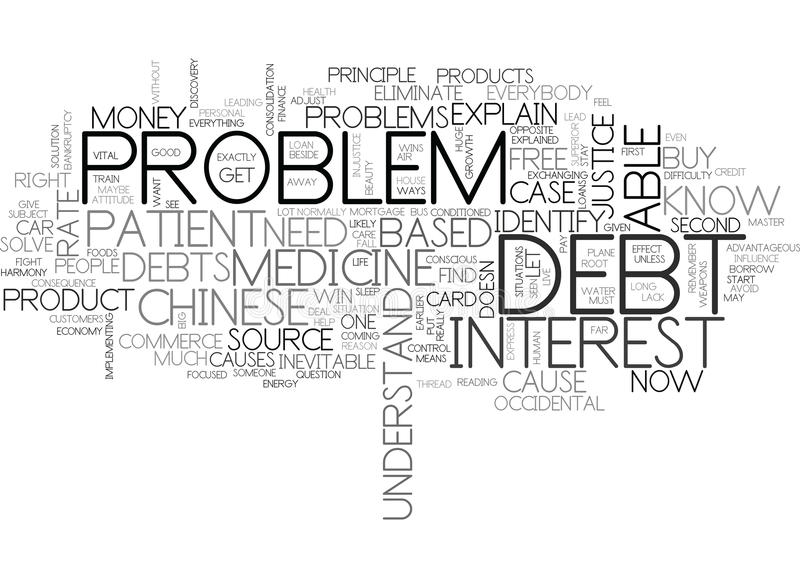 PRINCIPLE
PRODUCTS
ELIMINATE
EVERYBODY
HEALTH
ADJUST
CONSOLIDATION
FINANCE
DISCOVERY
WITHOUT
LEADING
PERSONAL
EVERYTHING
MONEY
PROBLEMS
EXPLAIN
FEEL
LEAD
HUGE
GROWTH
OPPOSITE
EXPLAINED
SOLUTION
BANKRUPTCY
PROBLEM
VITAL
GOOD
EXACTLY
GET
LOAN
BESIDE
AWAY
INJUSTICE
BEAUTY
WINS
AIR
HOUSE
WAYS
FREE
EXCHANGING
SUPERIOR
STAY
LOANS
JUSTICE
ABLE
FIRST
EVEN
BUY
DIFFICULTY
CREDIT
RIGHT
RATE
TRAIN
MAYBE
ATTITUDE
WANT
SEE
CASE
KNOW
GIVE
SUBJECT
CAR
SOLVE
PATIENT
NEED
LOT
NORMALLY
MORTGAGE
BUS
CONDITIONED
LIKELY
CARE
FALL
BASED
IDENTIFY
GIVEN
SECOND
MASTER
FOODS
FIGHT
HARMONY
PEOPLE
DEBTS
MEDICINE
LIFE
CONSCIOUS
FIND
DOESN
SITUATIONS
SEEN
LET
LIVE
PAY
PLANE
ROOT
WATER
MUST
EFFECT
UNLESS
LONG
LACK
DEBT
WEAPONS
REMEMBER
ADVANTAGEOUS
INFLUENCE
BORROW
START
AVOID
MAY
CONSEQUENCE
PRODUCT
CHINESE
WIN
SLEEP
DEAL
SITUATION
HELP
BIG
UNDERSTAND
EARLIER
PUT
REALLY
CARD
CUSTOMERS
ECONOMY
IMPLEMENTING
COMMERCE
SOURCE
ONE
COMING
REASON
CONTROL
MEANS
INTEREST
EXPRESS
HUMAN
FAR
MUCH
CAUSES
INEVITABLE
FOCUSED
SOMEONE
QUESTION
ENERGY
THREAD
READING
CAUSE
NOW
OCCIDENTAL